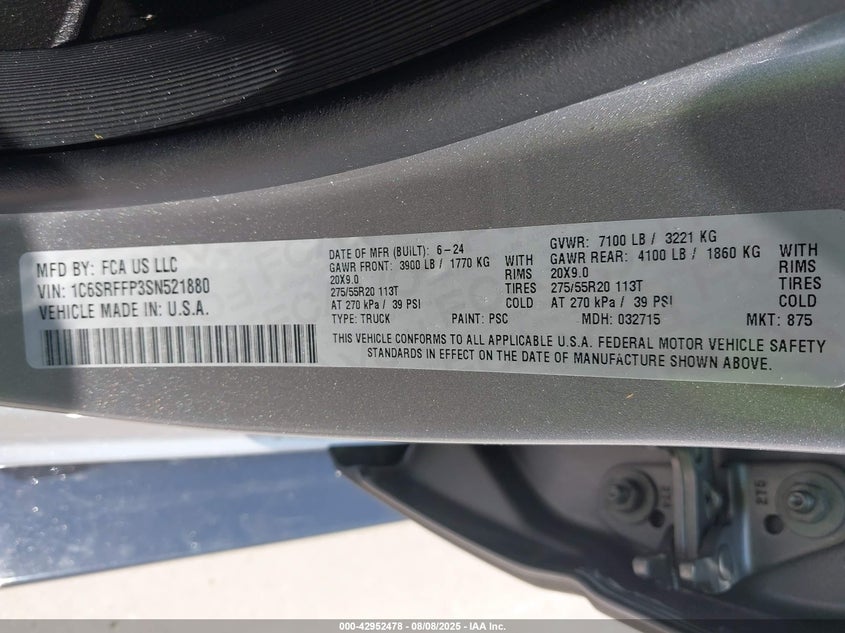 MFD BY: FCA US LLC
VIN: 1C6SRFFP3SN521880
VEHICLE MADE IN: U.S.A.
DATE OF MFR (BUILT): 6-24
GAWR FRONT: 3900 LB / 1770 KG WITH
20X9.0 RIMS
275/55R20 113T TIRES
AT 270 kPa / 39 PSI COLD
GVWR: 7100 LB / 3221 KG
GAWR REAR: 4100 LB / 1860 KG WITH
20X9.0 RIMS
275/55R20 113T TIRES
AT 270 kPa / 39 PSI COLD
TYPE: TRUCK PAINT: PSC MDH: 032715 MKT: 875
THIS VEHICLE CONFORMS TO ALL APPLICABLE U.S.A. FEDERAL MOTOR VEHICLE SAFETY
STANDARDS IN EFFECT ON THE DATE OF MANUFACTURE SHOWN ABOVE.
275
000-42952478 - 08/08/2025 - IAA Inc.